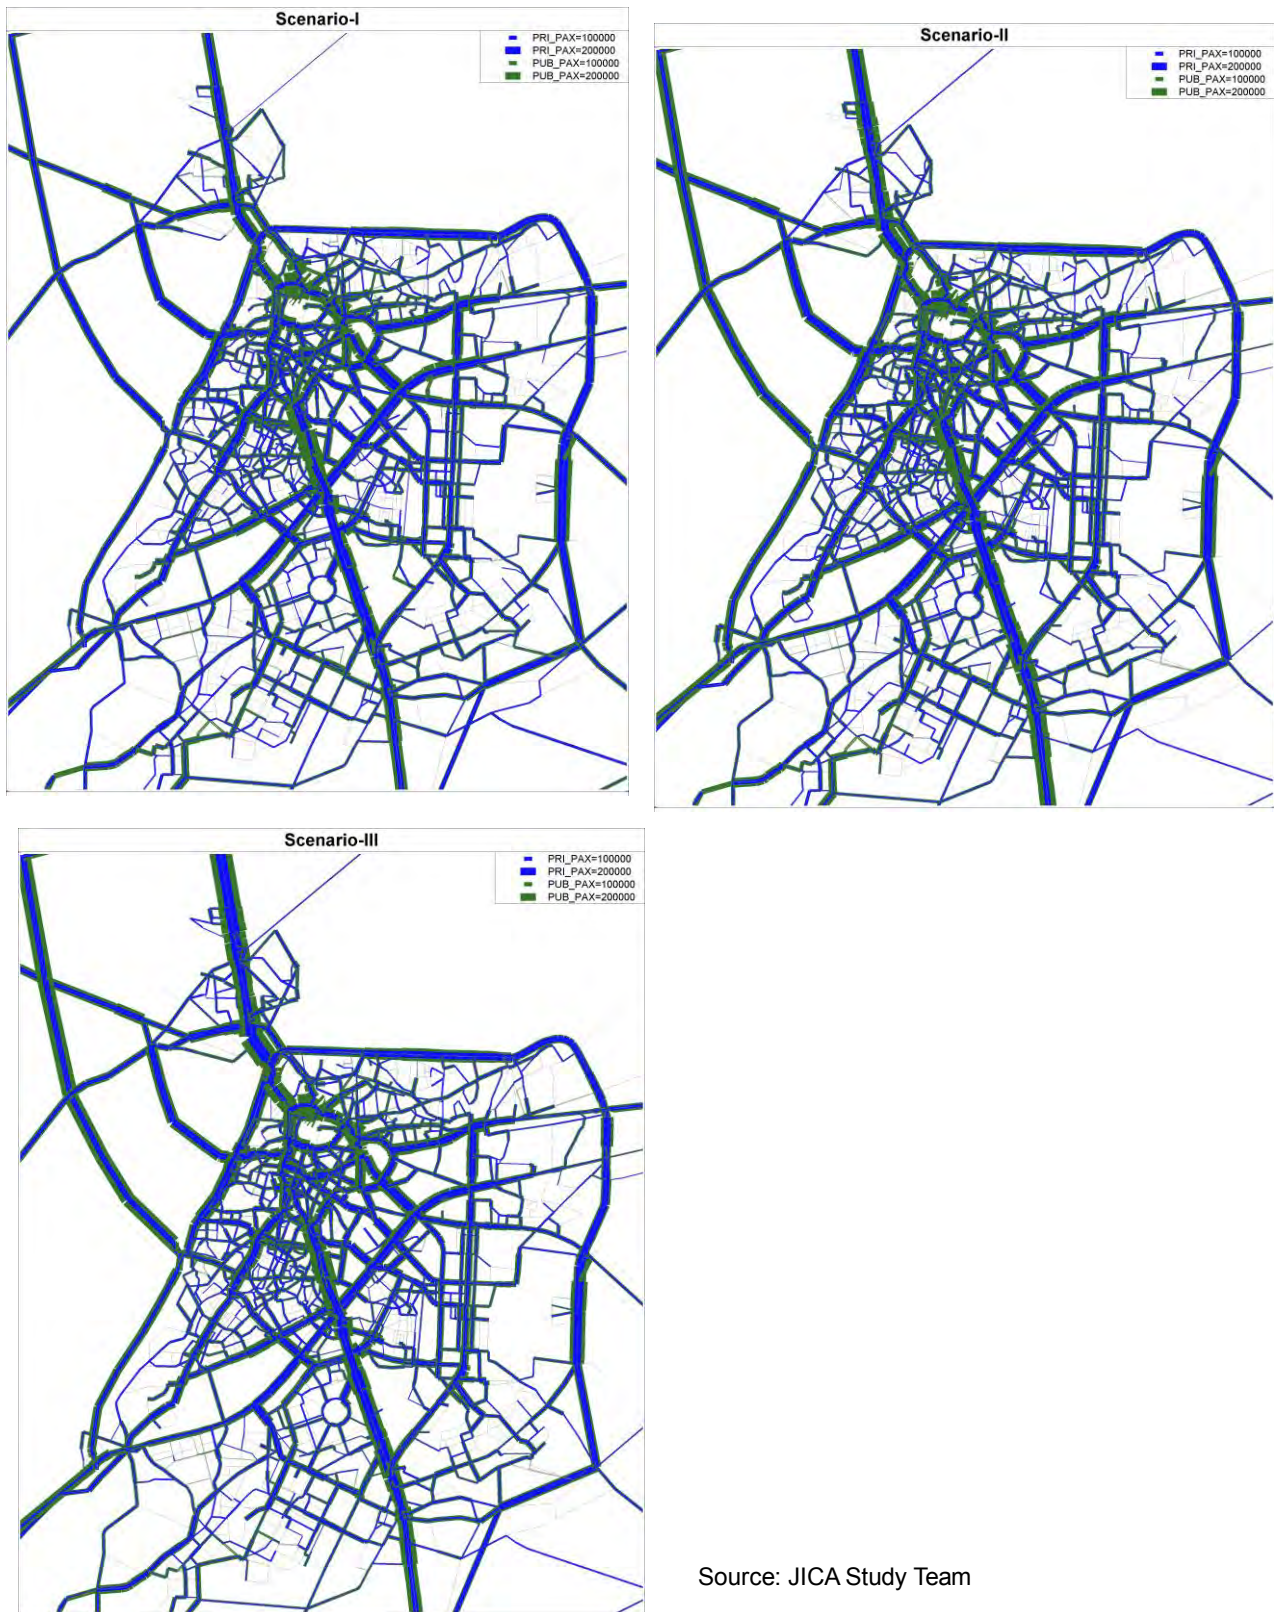 Scenario-I
PRI_PAX=100000
PRI_PAX=200000
PUB_PAX=100000
PUB_PAX=200000
Scenario-II
PRI_PAX=100000
PRI_PAX=200000
PUB_PAX=100000
PUB_PAX=200000
Scenario-III
PRI_PAX=100000
PRI_PAX=200000
PUB_PAX=100000
PUB_PAX=200000
Source: JICA Study Team